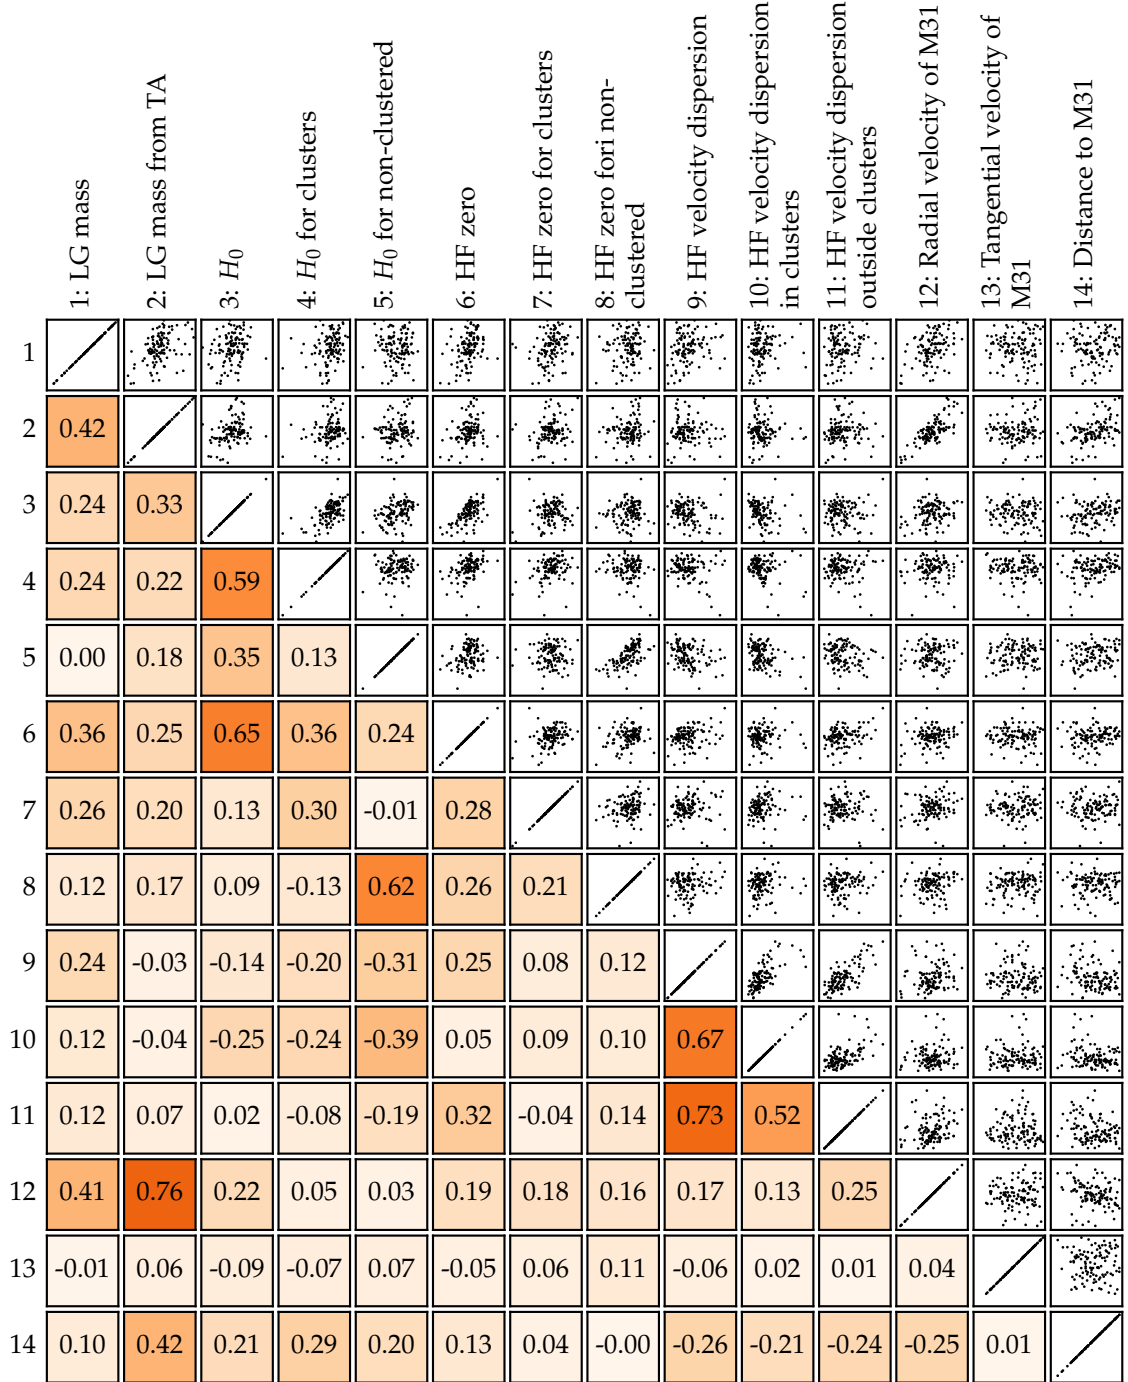 1: LG mass
2: LG mass from TA
3: H₀
4: H₀ for clusters
5: H₀ for non-clustered
6: HF zero
7: HF zero for clusters
8: HF zero fori non-
clustered
9: HF velocity dispersion
10: HF velocity dispersion
in clusters
11: HF velocity dispersion
outside clusters
12: Radial velocity of M31
13: Tangential velocity of
M31
14: Distance to M31
1
2 0.42
3 0.24 0.33
4 0.24 0.22 0.59
5 0.00 0.18 0.35 0.13
6 0.36 0.25 0.65 0.36 0.24
7 0.26 0.20 0.13 0.30 -0.01 0.28
8 0.12 0.17 0.09 -0.13 0.62 0.26 0.21
9 0.24 -0.03 -0.14 -0.20 -0.31 0.25 0.08 0.12
10 0.12 -0.04 -0.25 -0.24 -0.39 0.05 0.09 0.10 0.67
11 0.12 0.07 0.02 -0.08 -0.19 0.32 -0.04 0.14 0.73 0.52
12 0.41 0.76 0.22 0.05 0.03 0.19 0.18 0.16 0.17 0.13 0.25
13 -0.01 0.06 -0.09 -0.07 0.07 -0.05 0.06 0.11 -0.06 0.02 0.01 0.04
14 0.10 0.42 0.21 0.29 0.20 0.13 0.04 -0.00 -0.26 -0.21 -0.24 -0.25 0.01